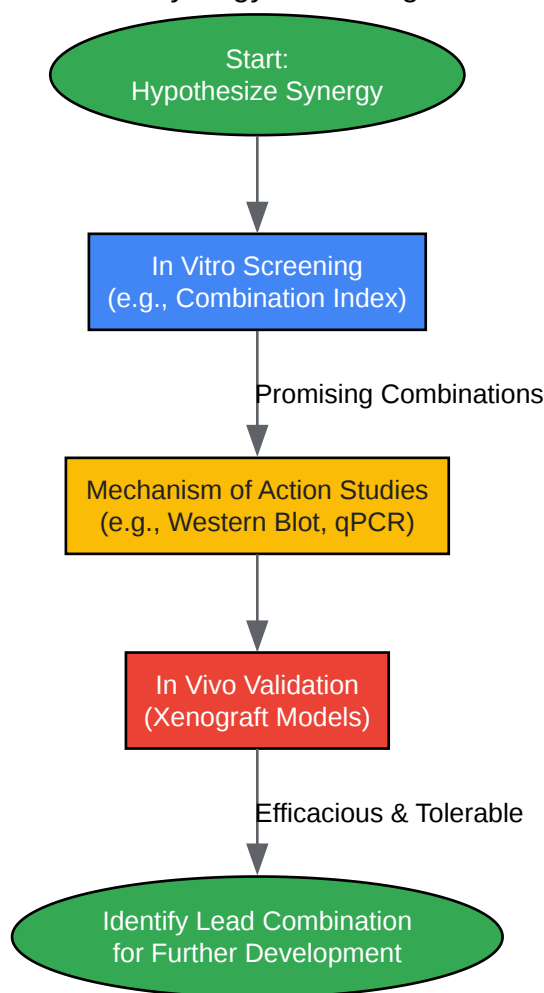 Start:
Hypothesize Synergy
In Vitro Screening
(e.g., Combination Index)
Promising Combinations
Mechanism of Action Studies
(e.g., Western Blot, qPCR)
In Vivo Validation
(Xenograft Models)
Efficacious & Tolerable
Identify Lead Combination
for Further Development